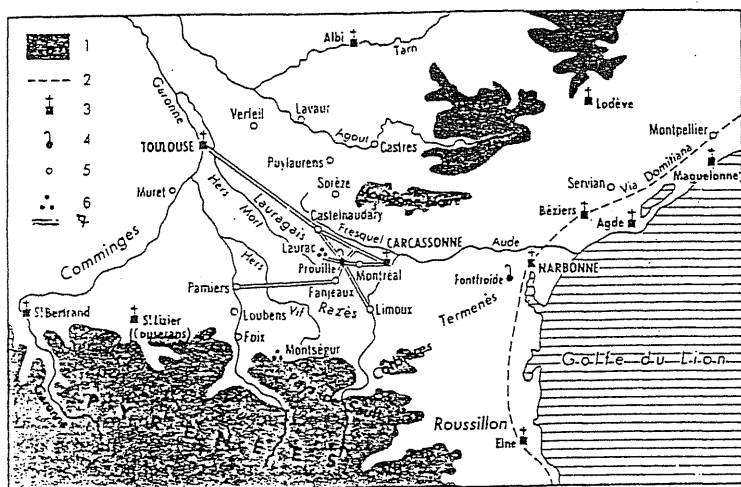 1
2
3
4
5
6
7
Albi
Tarn
Garonne
Verfeil
Lavaur
Lodève
Agout
Castres
Montpellier
TOULOUSE
Puylaurens
Maguelonne
Via Domitiana
Servian
Sorèze
Muret
Hers
Mort
Lauragais
Castelnaudary
Béziers
Agde
Fresquel
CARCASSONNE
Aude
Comminges
Laurac
Prouille
Montréal
NARBONNE
Hers
Fontfroide
Pamiers
Fanjeaux
Termenès
St Bertrand
St Lizier
(Couserans)
Loubens
Vif
Razès
Limoux
Foix
Montségur
Golfe du Lion
Roussillon
Elne